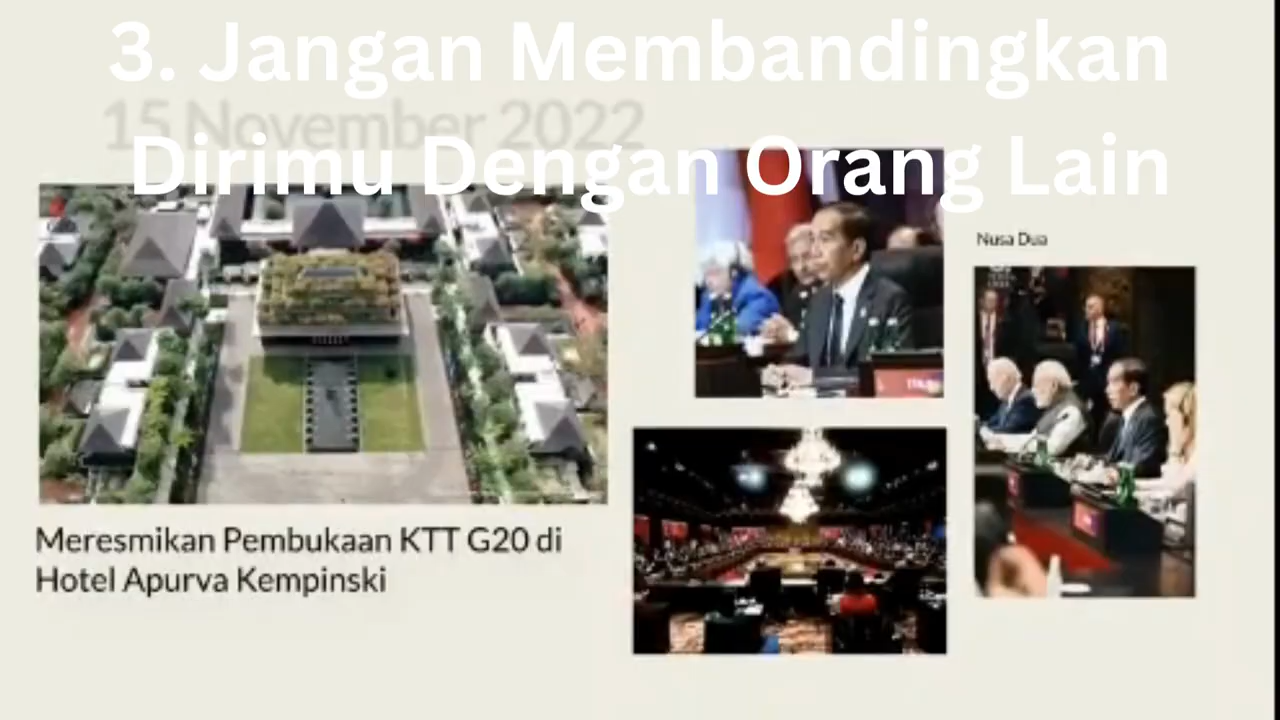 3. Jangan Membandingkan
Dirimu Dengan Orang Lain
15 November 2022
Nusa Dua
Meresmikan Pembukaan KTT G20 di
Hotel Apurva Kempinski